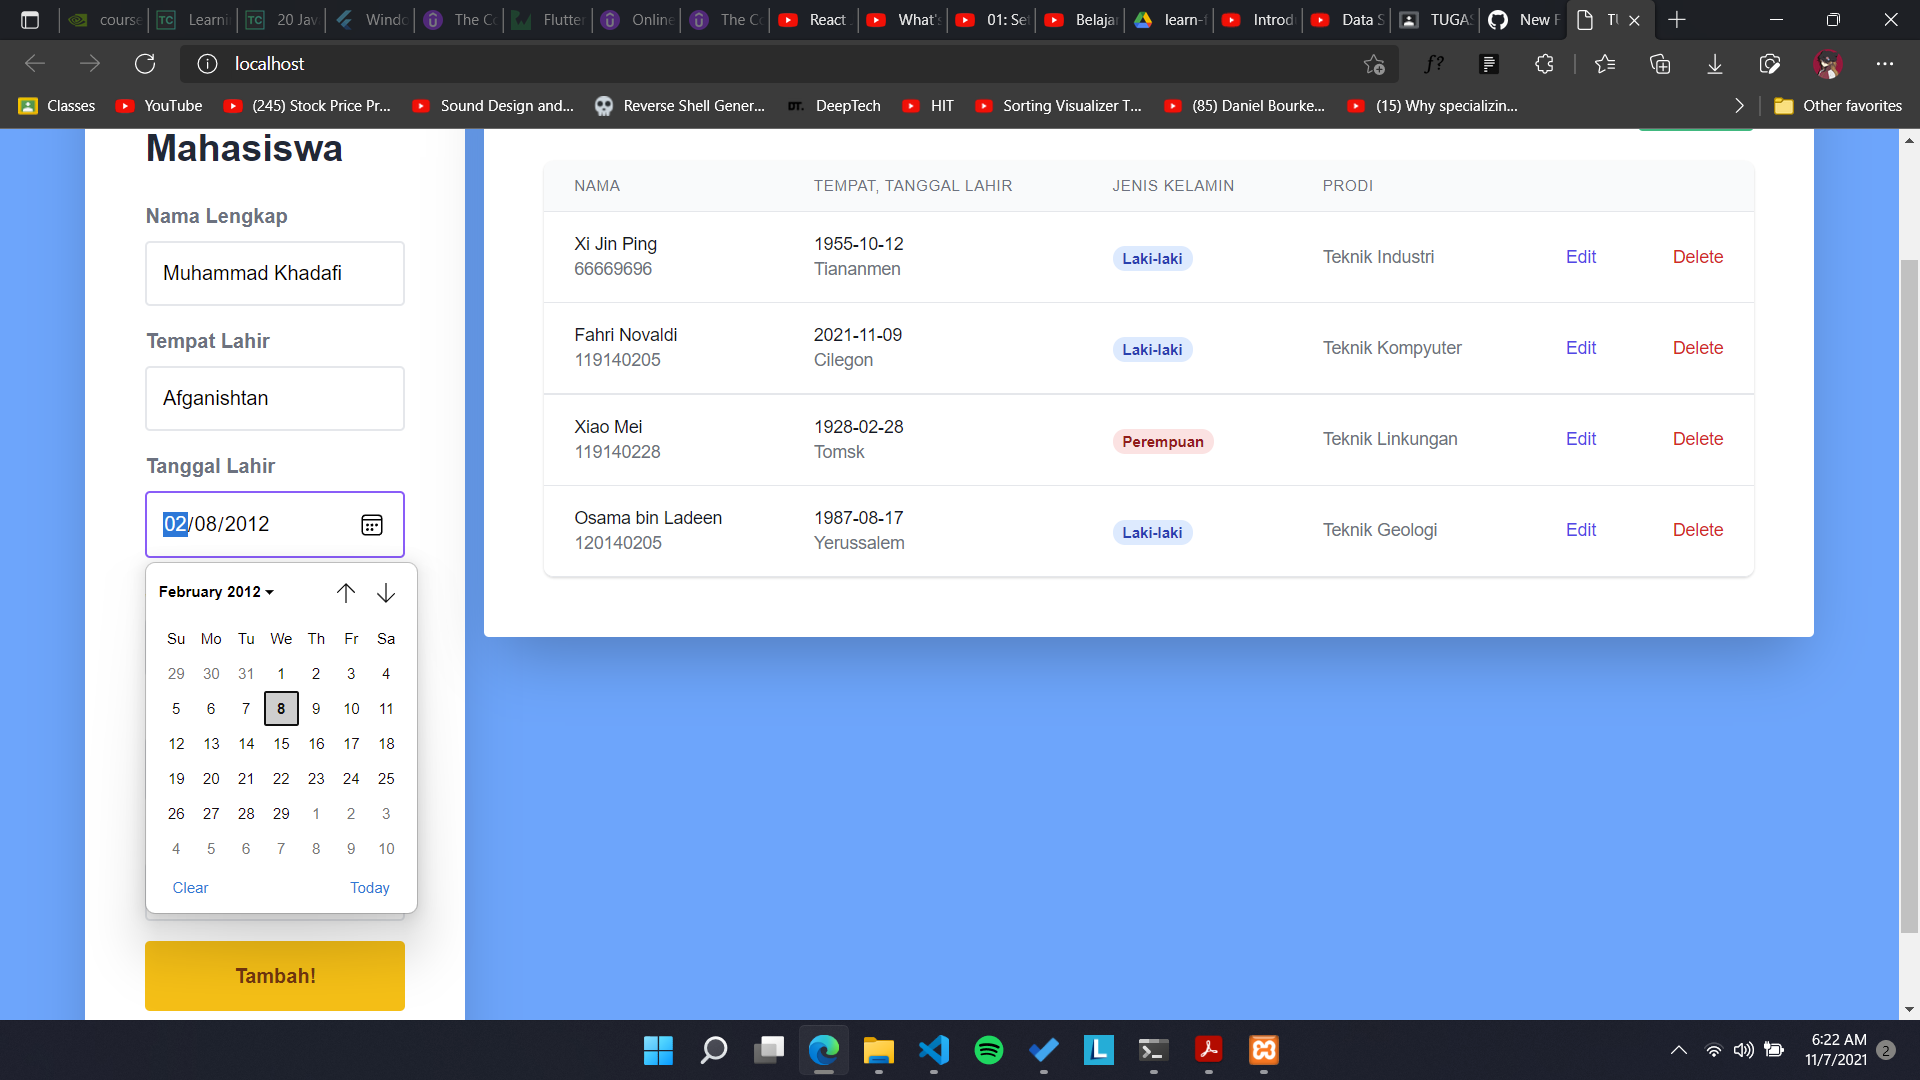 course
Learni
20 Jav
Windo
The Co
Flutter
Online
The Co
React
What's
01: Set
Belajar
learn-f
Introdu
Data S
TUGAS
New F
TU
localhost
Classes
YouTube
(245) Stock Price Pr...
Sound Design and...
Reverse Shell Gener...
DeepTech
HIT
Sorting Visualizer T...
(85) Daniel Bourke...
(15) Why specializin...
Other favorites
Mahasiswa
Nama Lengkap
Muhammad Khadafi
Tempat Lahir
Afganishtan
Tanggal Lahir
02/08/2012
February 2012
Su Mo Tu We Th Fr Sa
29 30 31 1 2 3 4
5 6 7 8 9 10 11
12 13 14 15 16 17 18
19 20 21 22 23 24 25
26 27 28 29 1 2 3
4 5 6 7 8 9 10
Clear Today
Tambah!
NAMA TEMPAT, TANGGAL LAHIR JENIS KELAMIN PRODI
Xi Jin Ping 1955-10-12
66669696 Tiananmen
Laki-laki Teknik Industri Edit Delete
Fahri Novaldi 2021-11-09
119140205 Cilegon
Laki-laki Teknik Kompyuter Edit Delete
Xiao Mei 1928-02-28
119140228 Tomsk
Perempuan Teknik Linkungan Edit Delete
Osama bin Ladeen 1987-08-17
120140205 Yerussalem
Laki-laki Teknik Geologi Edit Delete
6:22 AM
11/7/2021
2